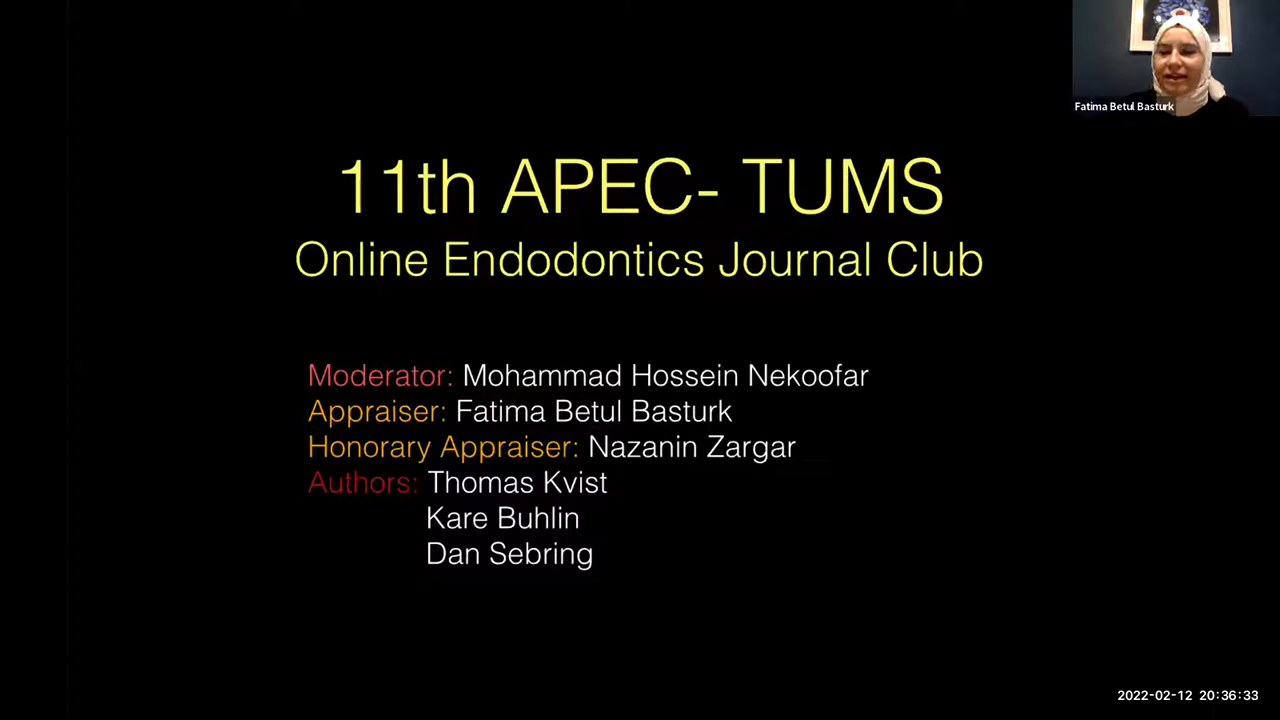 Fatima Betul Basturk
11th APEC- TUMS
Online Endodontics Journal Club
Moderator: Mohammad Hossein Nekoofar
Appraiser: Fatima Betul Basturk
Honorary Appraiser: Nazanin Zargar
Authors: Thomas Kvist
Kare Buhlin
Dan Sebring
2022-02-12 20:36:33